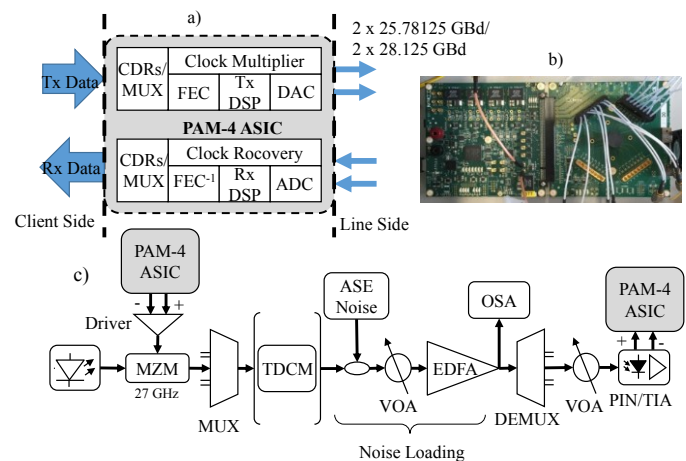 a)
2 x 25.78125 GBd/
2 x 28.125 GBd
b)
Tx Data
CDRs/
MUX
Clock Multiplier
FEC
Tx
DSP
DAC
PAM-4 ASIC
Rx Data
CDRs/
MUX
Clock Rocovery
FEC⁻¹
Rx
DSP
ADC
Client Side
Line Side
c)
PAM-4
ASIC
- +
Driver
MZM
27 GHz
MUX
TDCM
ASE
Noise
VOA
EDFA
OSA
DEMUX
VOA
PAM-4
ASIC
+ -
PIN/TIA
Noise Loading